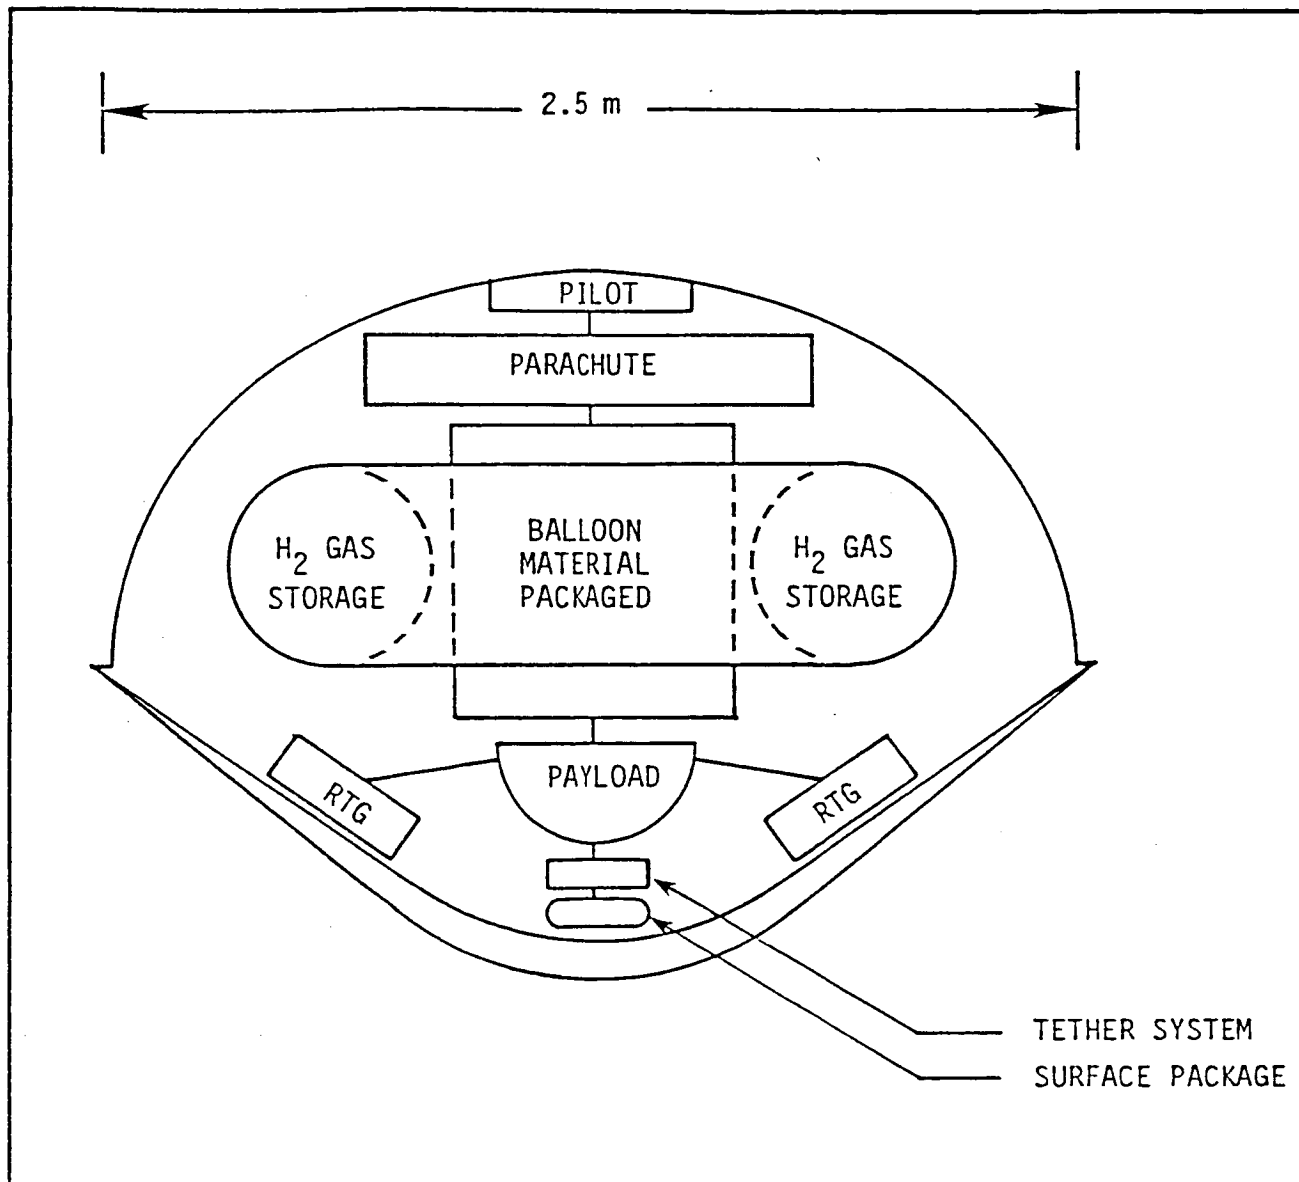 2.5 m
PILOT
PARACHUTE
H₂ GAS
STORAGE
BALLOON
MATERIAL
PACKAGED
H₂ GAS
STORAGE
RTG
PAYLOAD
RTG
TETHER SYSTEM
SURFACE PACKAGE